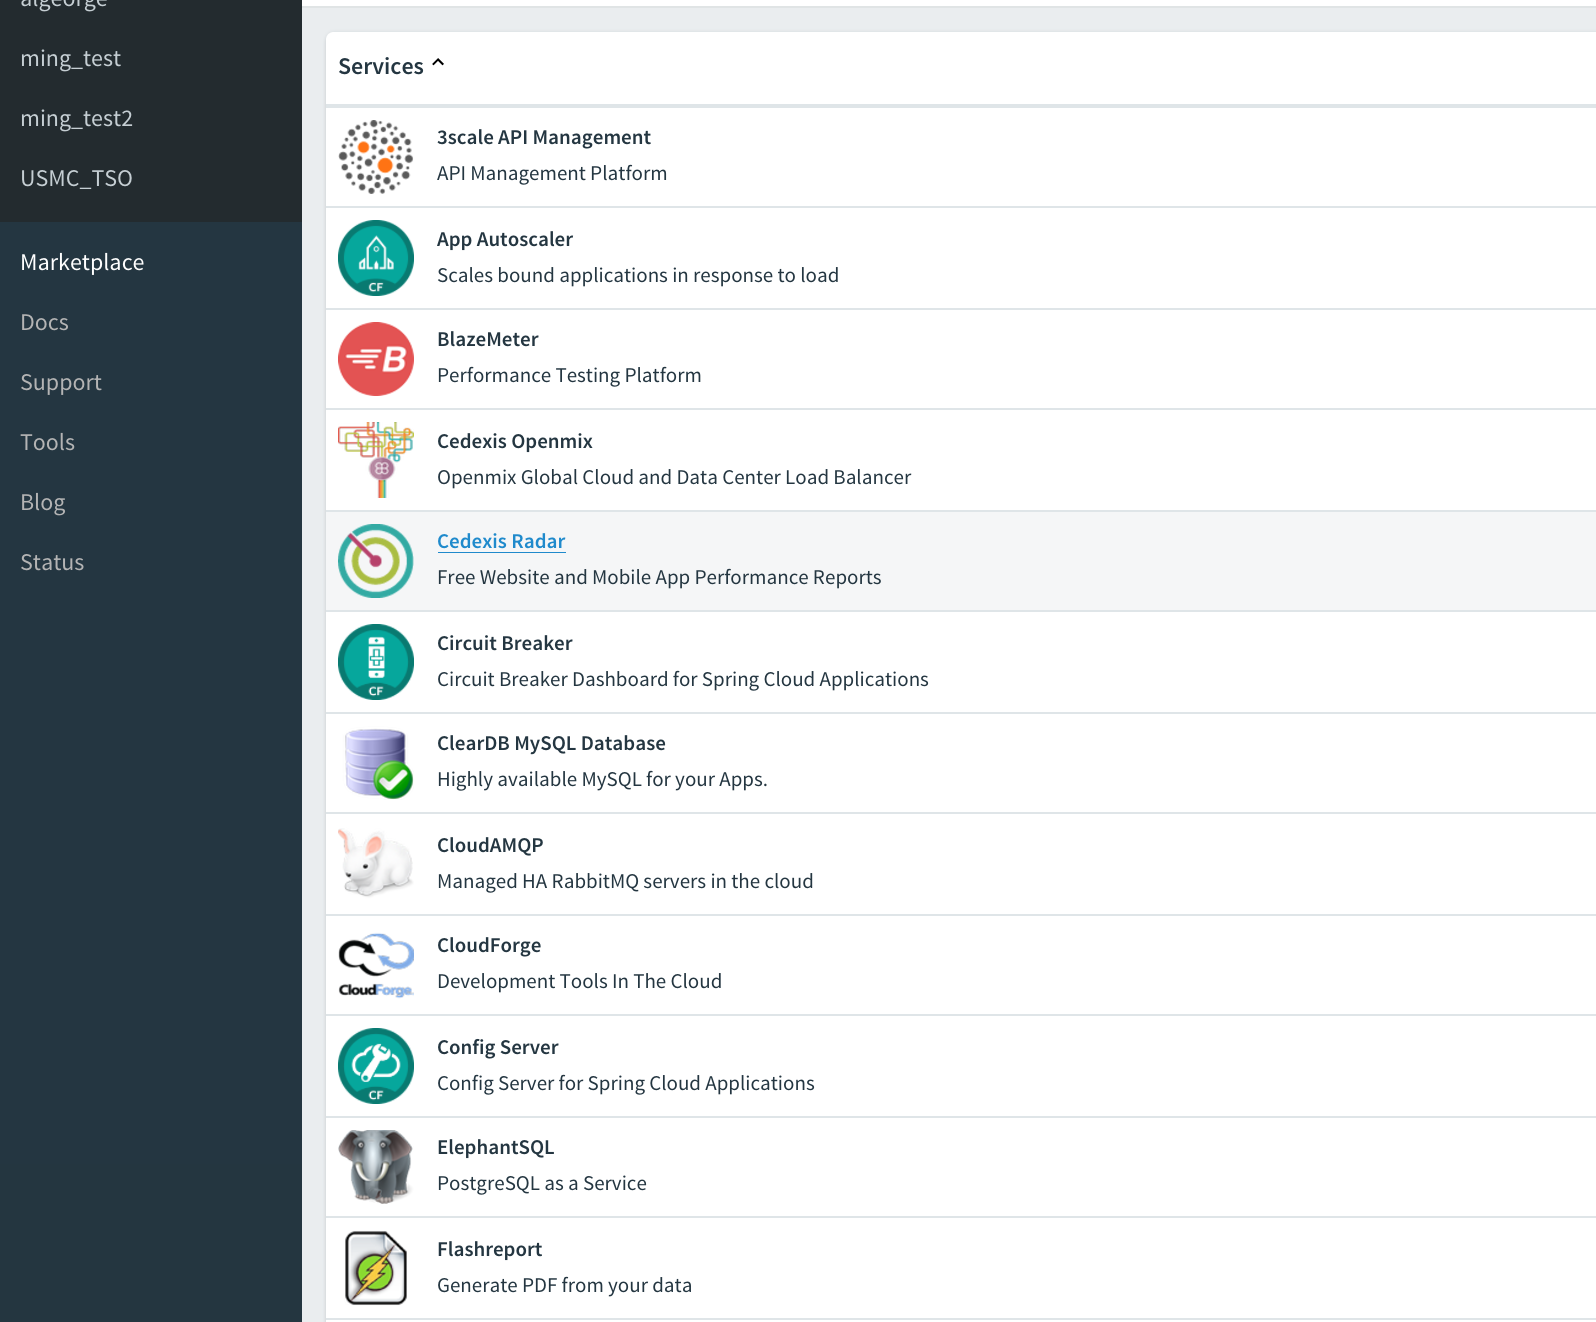 algeorge
ming_test
ming_test2
USMC_TSO
Marketplace
Docs
Support
Tools
Blog
Status
Services
3scale API Management
API Management Platform
App Autoscaler
Scales bound applications in response to load
CF
BlazeMeter
Performance Testing Platform
B
Cedexis Openmix
Openmix Global Cloud and Data Center Load Balancer
Cedexis Radar
Free Website and Mobile App Performance Reports
Circuit Breaker
Circuit Breaker Dashboard for Spring Cloud Applications
CF
ClearDB MySQL Database
Highly available MySQL for your Apps.
CloudAMQP
Managed HA RabbitMQ servers in the cloud
CloudForge
Development Tools In The Cloud
CloudForge
Config Server
Config Server for Spring Cloud Applications
CF
ElephantSQL
PostgreSQL as a Service
Flashreport
Generate PDF from your data